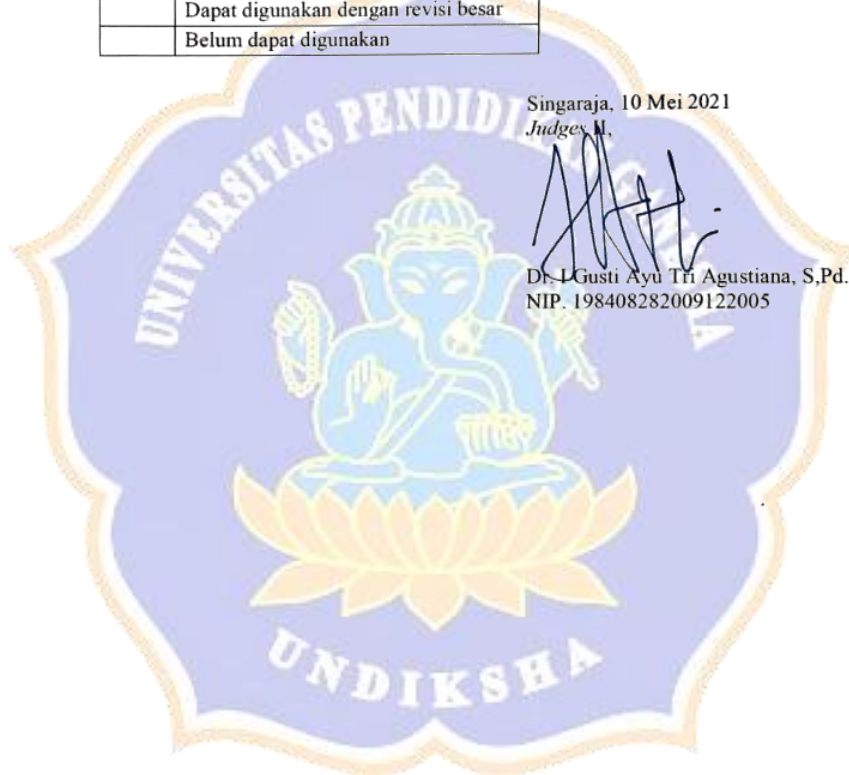 Dapat digunakan dengan revisi besar
Belum dapat digunakan
Singaraja, 10 Mei 2021
Judges II,
Dr. I Gusti Ayu Tri Agustiana, S,Pd.
NIP. 198408282009122005
UNIVERSITAS PENDIDIKAN GANESHA
UNDIKSHA